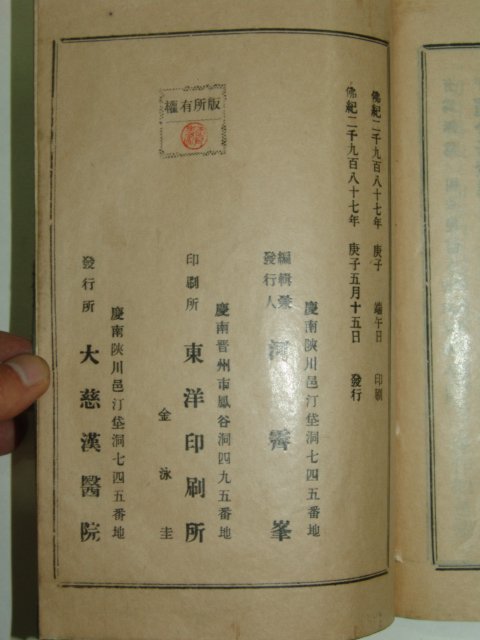 佛紀二千九百八十七年 庚子 端午日 印刷
佛紀二千九百八十七年 庚子五月十五日 發行
慶南陜川邑汀垈洞七四五番地
編輯兼
發行人 河霽峯
慶南晋州市鳳谷洞四九五番地
印刷所 東洋印刷所
金泳圭
慶南陜川邑汀垈洞七四五番地
發行所 大慈漢醫院
版所有權